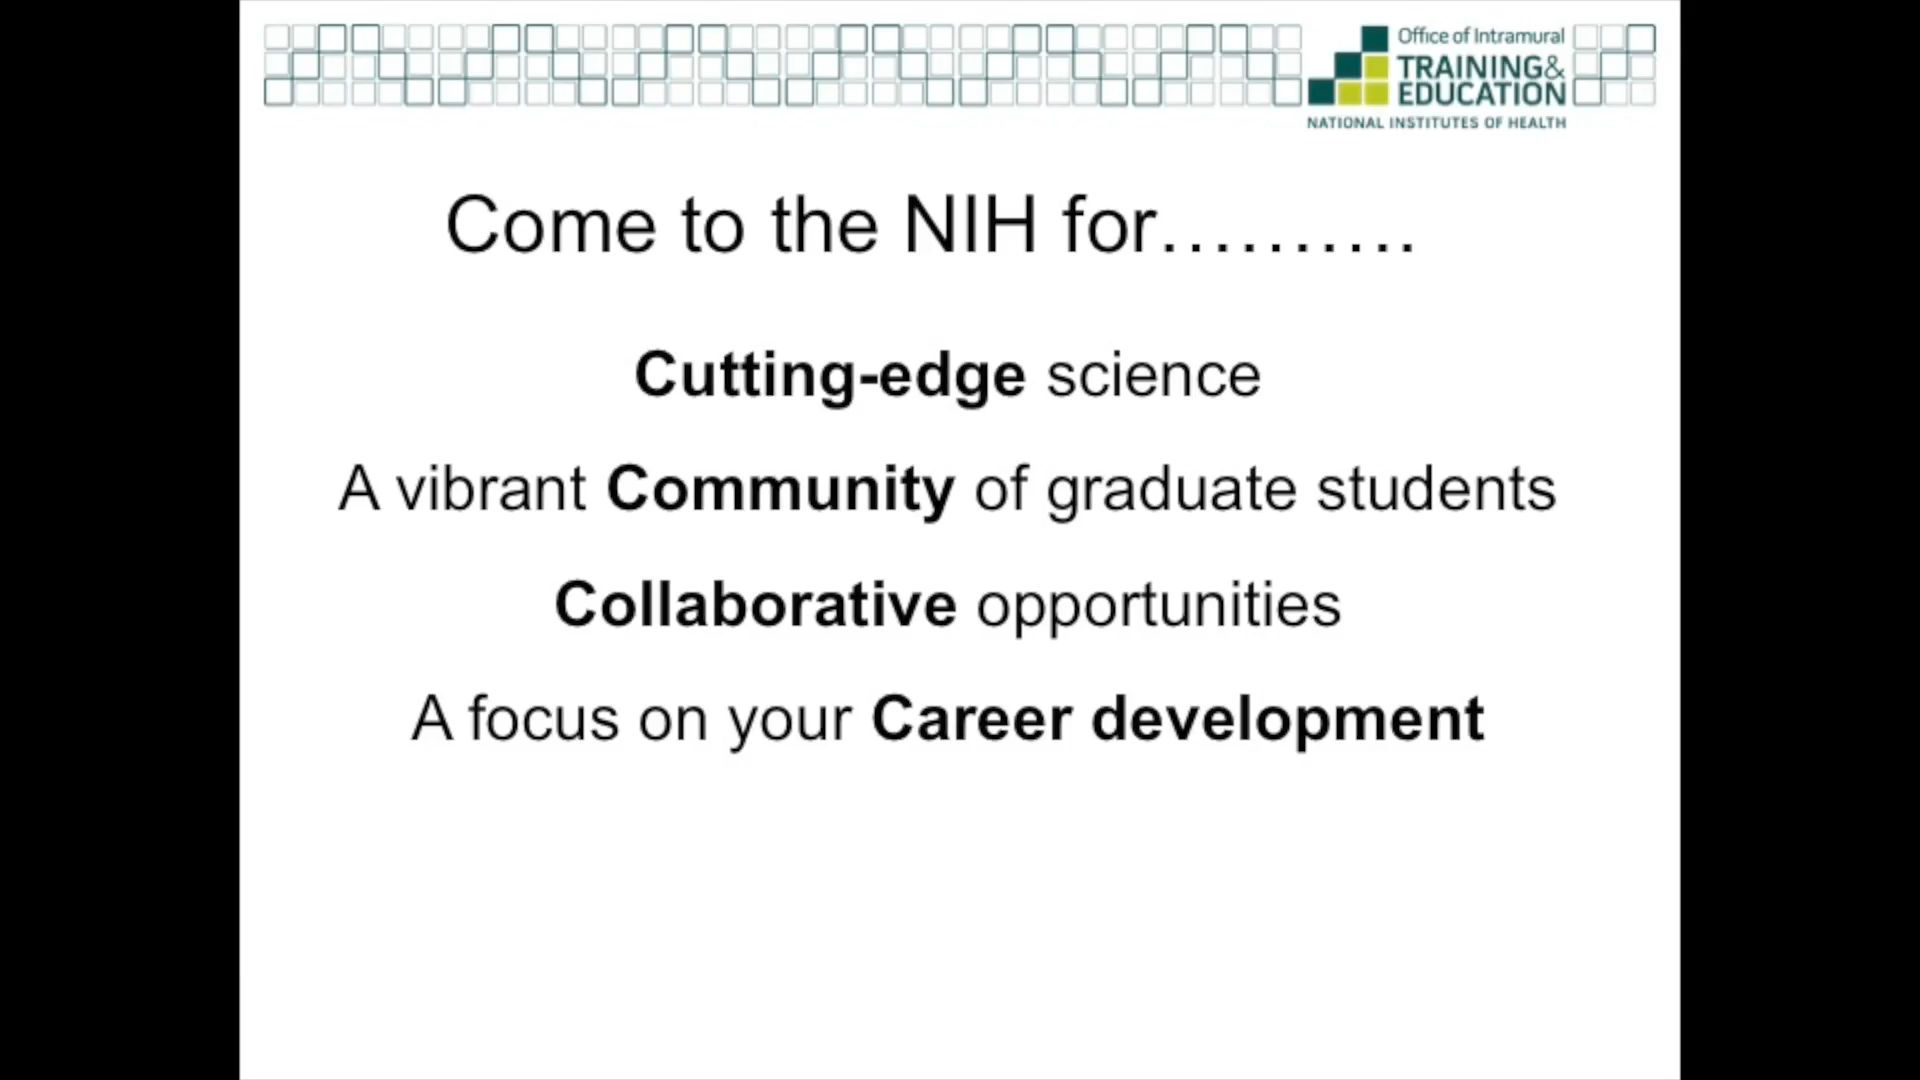 Office of Intramural
TRAINING&
EDUCATION
NATIONAL INSTITUTES OF HEALTH
Come to the NIH for……….
Cutting-edge science
A vibrant Community of graduate students
Collaborative opportunities
A focus on your Career development